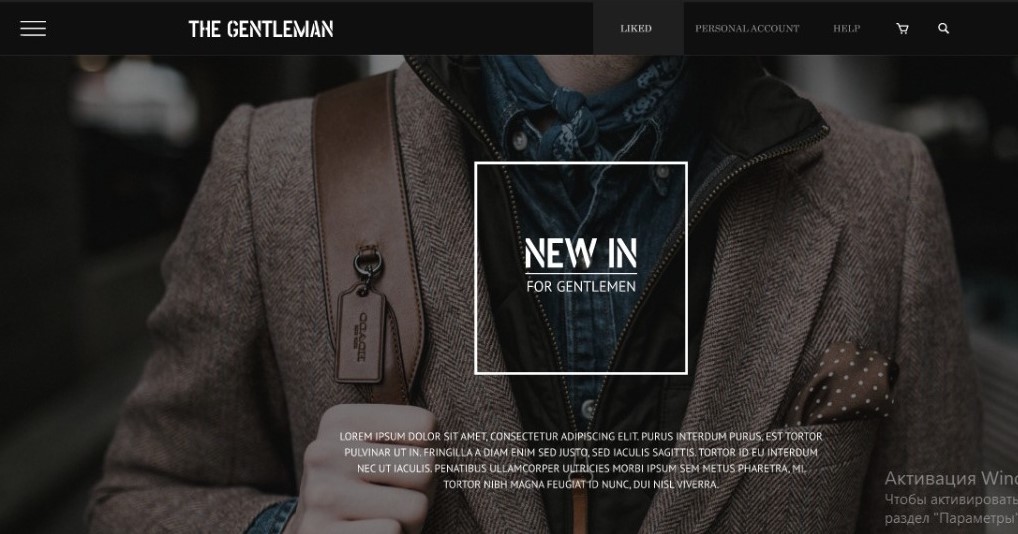 THE GENTLEMAN
LIKED
PERSONAL ACCOUNT
HELP
NEW IN
FOR GENTLEMEN
COACH
LOREM IPSUM DOLOR SIT AMET, CONSECTETUR ADIPISCING ELIT. PURUS INTERDUM PURUS, EST TORTOR
PULVINAR UT IN. FRINGILLA A DIAM ENIM SED JUSTO, SED IACULIS SAGITTIS. TORTOR ID EU INTERDUM
NEC UT IACULIS. PENATIBUS ULLAMCORPER ULTRICIES MORBI IPSUM SEM METUS PHARETRA, MI.
TORTOR NIBH MAGNA FEUGIAT ID NUNC, DUI NISL VIVERRA.
Активация Wind
Чтобы активировать
раздел "Параметры"